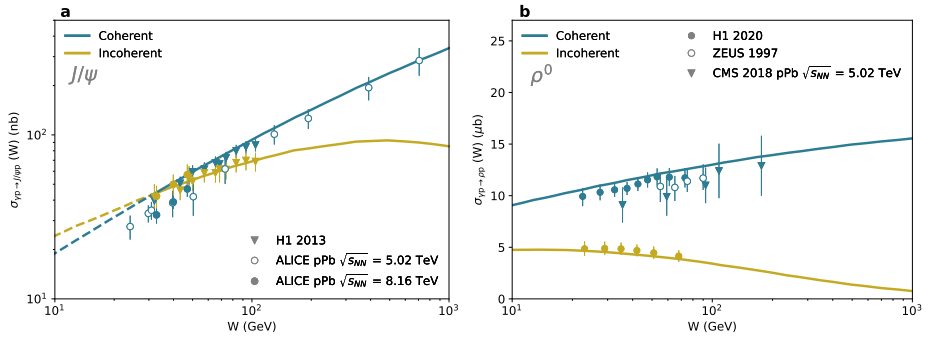 a
Coherent
Incoherent
J/ψ
H1 2013
ALICE pPb √sNN = 5.02 TeV
ALICE pPb √sNN = 8.16 TeV
σγp→J/ψp (W) (nb)
10²
10¹
10¹ 10² 10³
W (GeV)
b
Coherent
Incoherent
ρ⁰
H1 2020
ZEUS 1997
CMS 2018 pPb √sNN = 5.02 TeV
σγp→ρp (W) (μb)
25
20
15
10
5
0
10¹ 10² 10³
W (GeV)